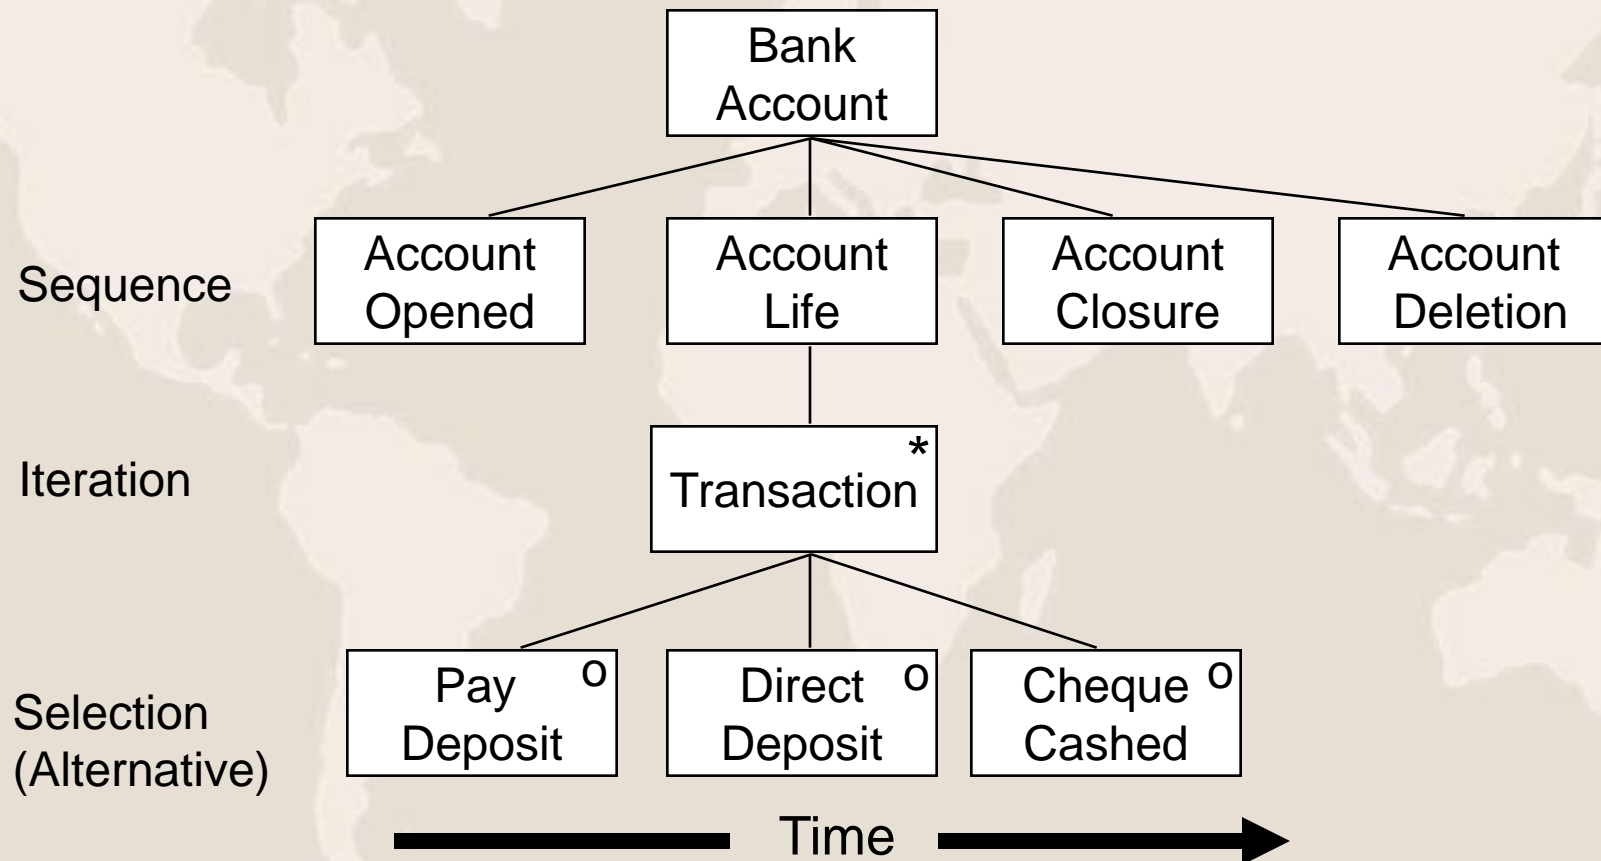 Bank
Account
Sequence
Account
Opened
Account
Life
Account
Closure
Account
Deletion
Iteration
*
Transaction
Selection
(Alternative)
Pay o
Deposit
Direct o
Deposit
Cheque o
Cashed
Time